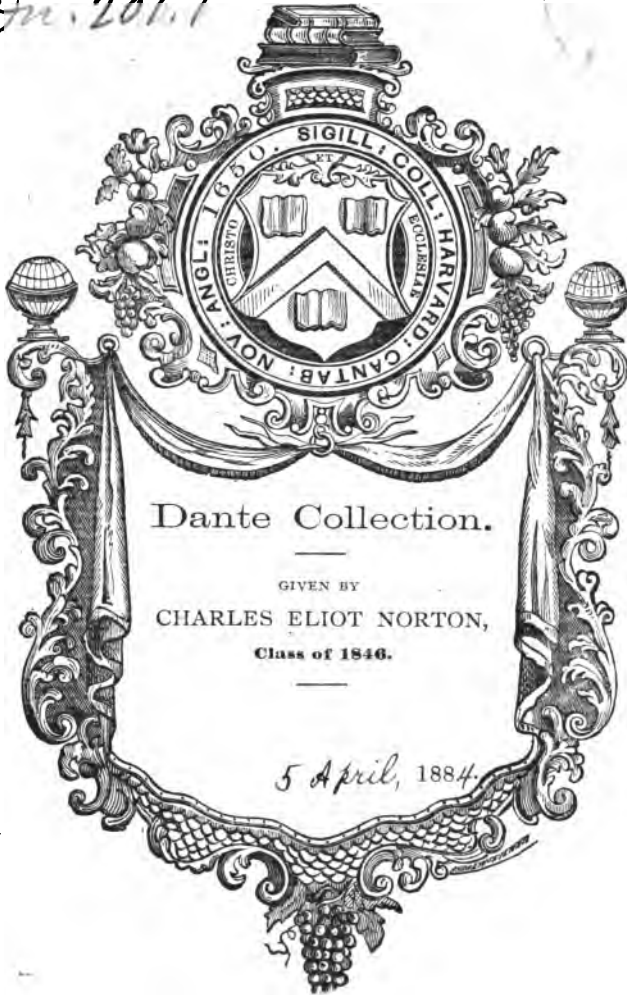 SIGILL: COLL: HARVARD: CANTAB: NOV: ANGL: 1650.
ET
CHRISTO
ECCLESIAE
Dante Collection.
GIVEN BY
CHARLES ELIOT NORTON,
Class of 1846.
5 April, 1884.